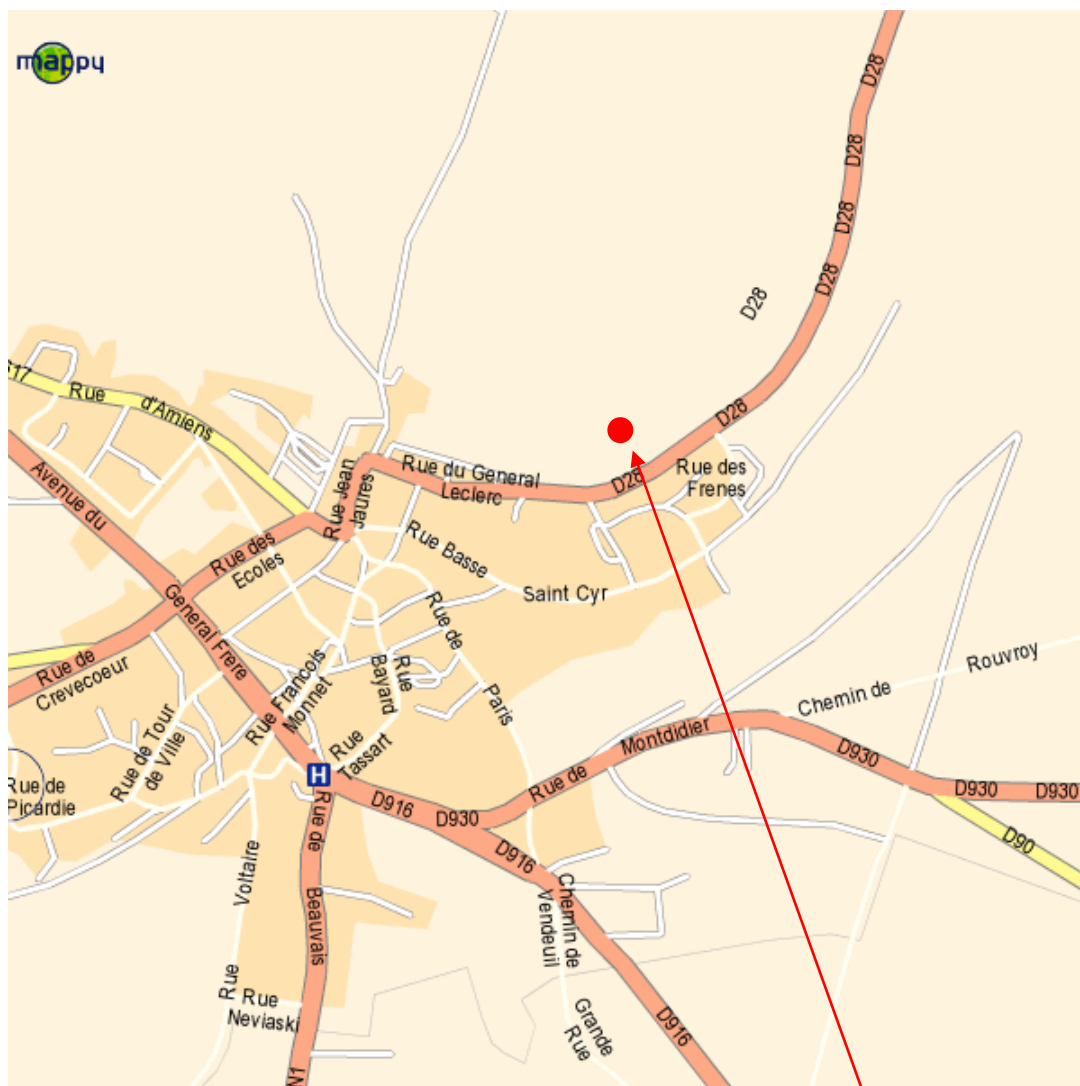 mappy
D28
D28
D28
D28
D28
D28
Rue
d'Amiens
D28
Avenue du
Rue Jean
Jaures
Rue du General
Leclerc
D28
Rue des
Frenes
Rue des
Ecoles
Rue Basse
Saint Cyr
General Frere
Rue de
Crevecoeur
Rue de
Paris
Rue
Bayard
Rue François
Monnet
Rouvroy
Chemin de
Rue de Tour
de Ville
Rue
Tassart
Montdidier
Rue de
D930
D930
D930
Rue de
Picardie
H
D916
D930
D90
Rue de
Beauvais
Voltaire
Rue
D916
Chemin de
Vendeuil
Rue
Neviaski
Grande
Rue
D916
N1